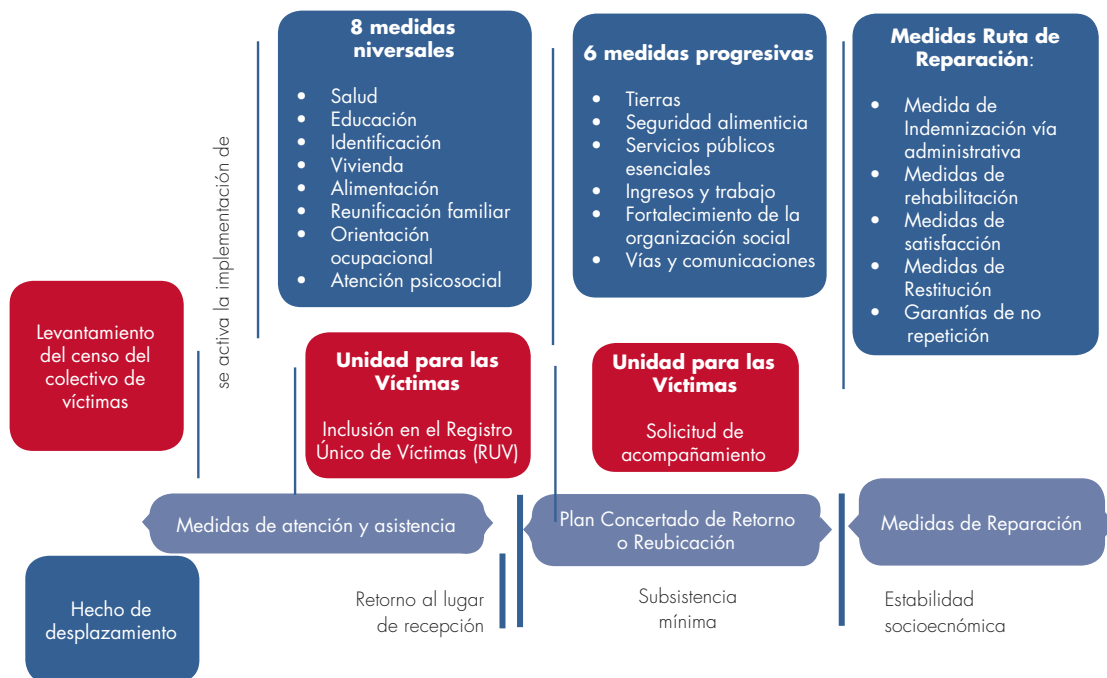 8 medidas
niversales
• Salud
• Educación
• Identificación
• Vivienda
• Alimentación
• Reunificación familiar
• Orientación
ocupacional
• Atención psicosocial
6 medidas progresivas
• Tierras
• Seguridad alimenticia
• Servicios públicos
esenciales
• Ingresos y trabajo
• Fortalecimiento de la
organización social
• Vías y comunicaciones
Medidas Ruta de
Reparación:
• Medida de
Indemnización vía
administrativa
• Medidas de
rehabilitación
• Medidas de
satisfacción
• Medidas de
Restitución
• Garantías de no
repetición
se activa la implementación de
Levantamiento
del censo del
colectivo de
víctimas
Unidad para las
Víctimas
Inclusión en el Registro
Único de Víctimas (RUV)
Unidad para las
Víctimas
Solicitud de
acompañamiento
Medidas de atención y asistencia
Plan Concertado de Retorno
o Reubicación
Medidas de Reparación
Hecho de
desplazamiento
Retorno al lugar
de recepción
Subsistencia
mínima
Estabilidad
socioecnómica